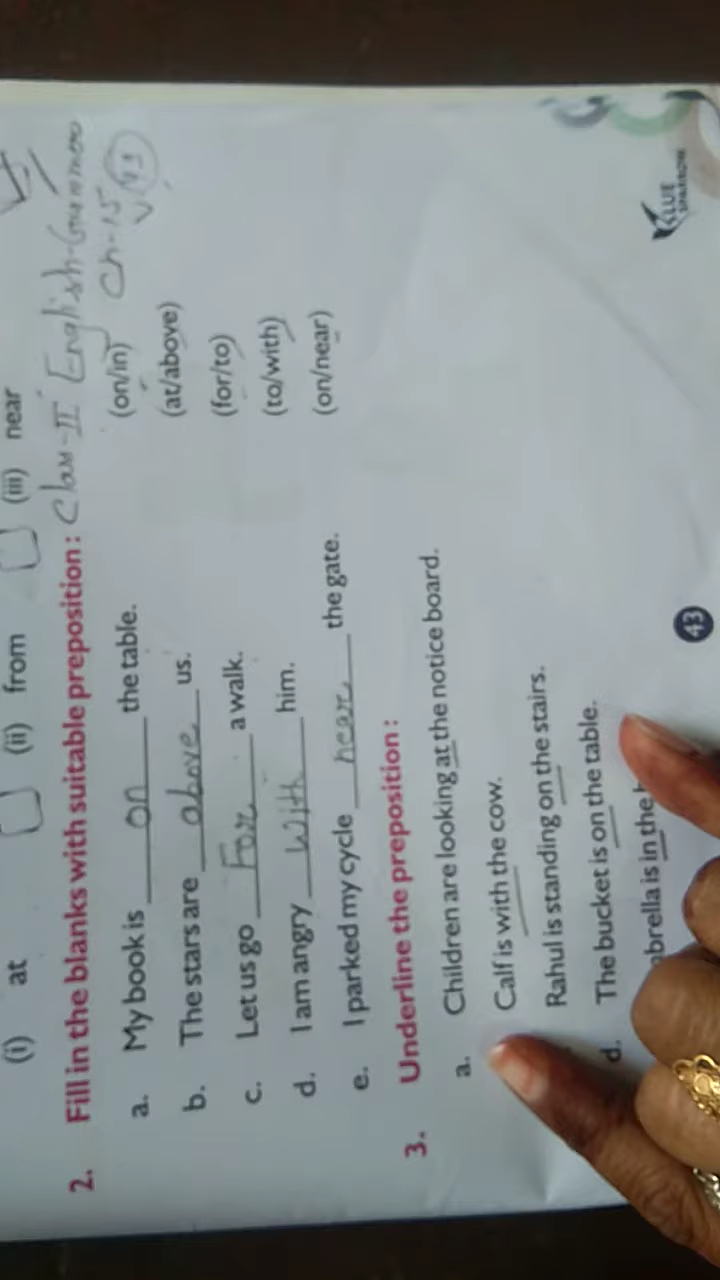 (i) at (ii) from (iii) near
2. Fill in the blanks with suitable preposition : Class-II English-Grammar
Ch-15
43
a. My book is on the table. (on/in)
b. The stars are above us. (at/above)
c. Let us go For a walk. (for/to)
d. I am angry with him. (to/with)
e. I parked my cycle near the gate. (on/near)
3. Underline the preposition :
a. Children are looking at the notice board.
Calf is with the cow.
Rahul is standing on the stairs.
d. The bucket is on the table.
is in the
43
BLUE
SPARROW